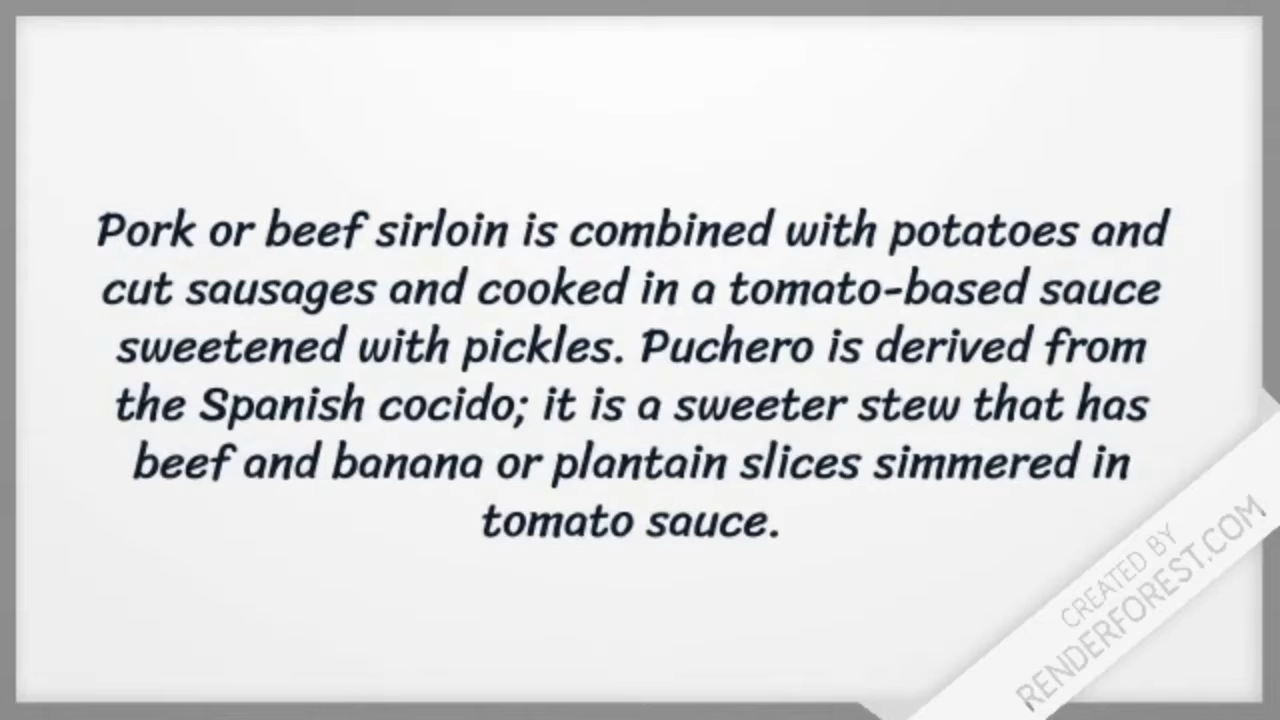 Pork or beef sirloin is combined with potatoes and
cut sausages and cooked in a tomato-based sauce
sweetened with pickles. Puchero is derived from
the Spanish cocido; it is a sweeter stew that has
beef and banana or plantain slices simmered in
tomato sauce.
CREATED BY
RENDERFOREST.COM